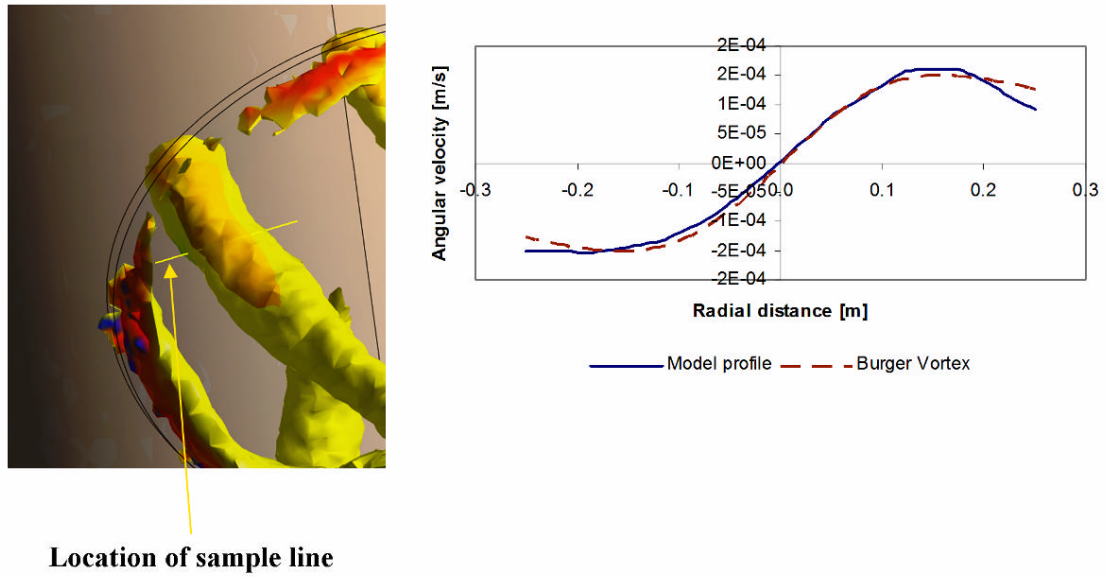 2E-04
2E-04
1E-04
5E-05
0E+00
-0.3 -0.2 -0.1 0.0 0.1 0.2 0.3
-5E-05
-1E-04
-2E-04
-2E-04
Angular velocity [m/s]
Radial distance [m]
Model profile Burger Vortex
Location of sample line